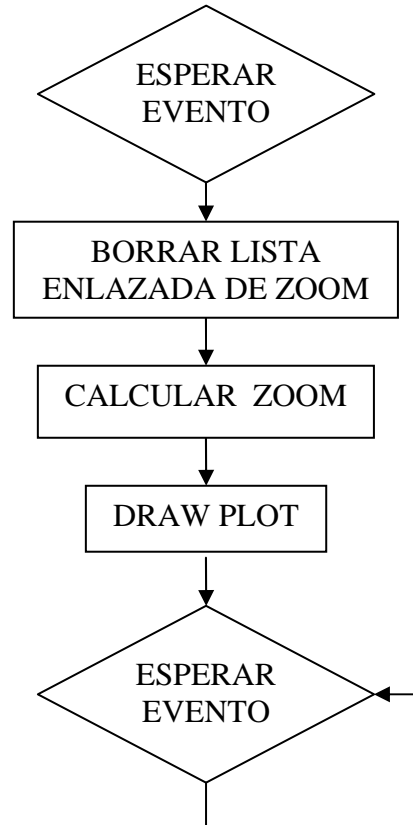 ESPERAR
EVENTO
BORRAR LISTA
ENLAZADA DE ZOOM
CALCULAR ZOOM
DRAW PLOT
ESPERAR
EVENTO